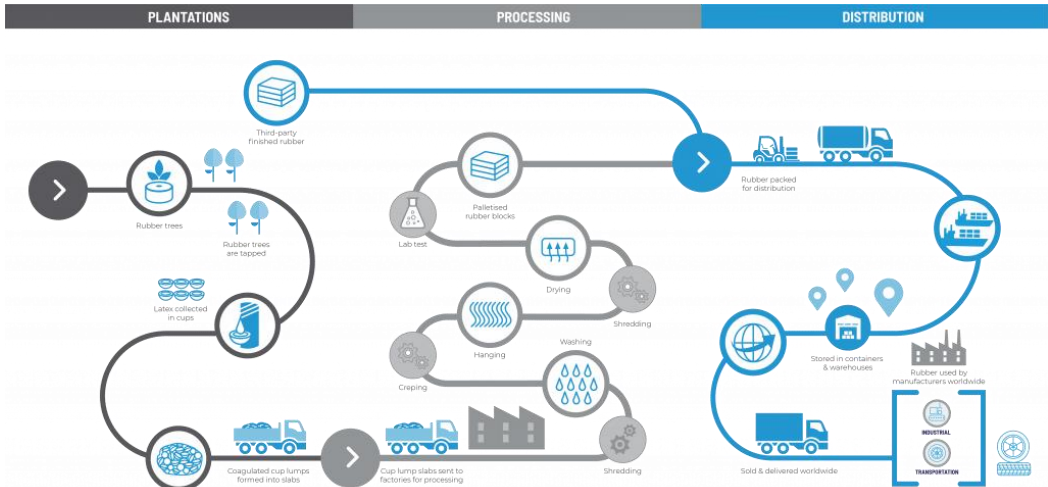 PLANTATIONS
PROCESSING
DISTRIBUTION
Third-party
finished rubber
Rubber trees
Rubber trees
are tapped
Latex collected
in cups
Coagulated cup lumps
formed into slabs
Cup lump slabs sent to
factories for processing
Shredding
Washing
Creping
Hanging
Shredding
Drying
Lab test
Palletised
rubber blocks
Rubber packed
for distribution
Stored in containers
& warehouses
Rubber used by
manufacturers worldwide
Sold & delivered worldwide
INDUSTRIAL
TRANSPORTATION